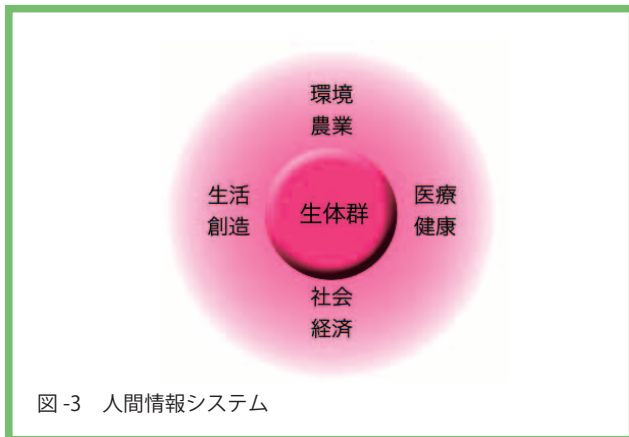 環境
農業
生活
創造
生体群
医療
健康
社会
経済
図-3 人間情報システム